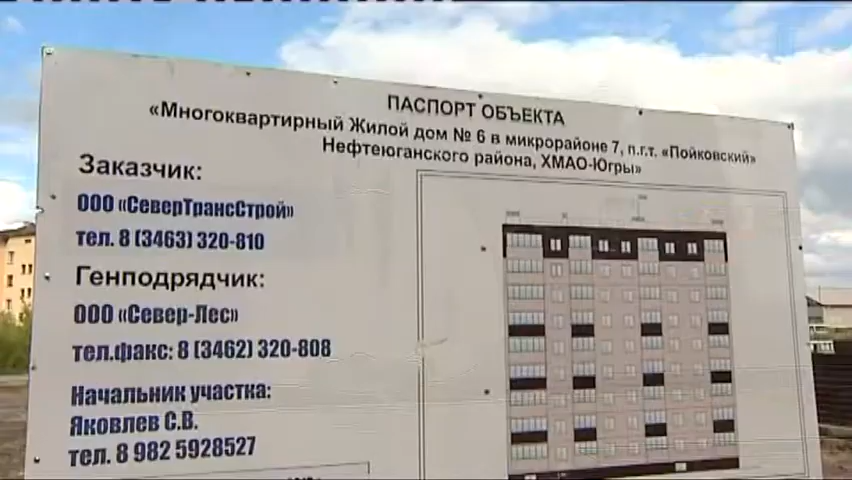 ПАСПОРТ ОБЪЕКТА
«Многоквартирный Жилой дом № 6 в микрорайоне 7, п.г.т. «Пойковский»
Нефтеюганского района, ХМАО-Югры»
Заказчик:
ООО «СеверТрансСтрой»
тел. 8 (3463) 320-810
Генподрядчик:
ООО «Север-Лес»
тел.факс: 8 (3462) 320-808
Начальник участка:
Яковлев С.В.
тел. 8 982 5928527